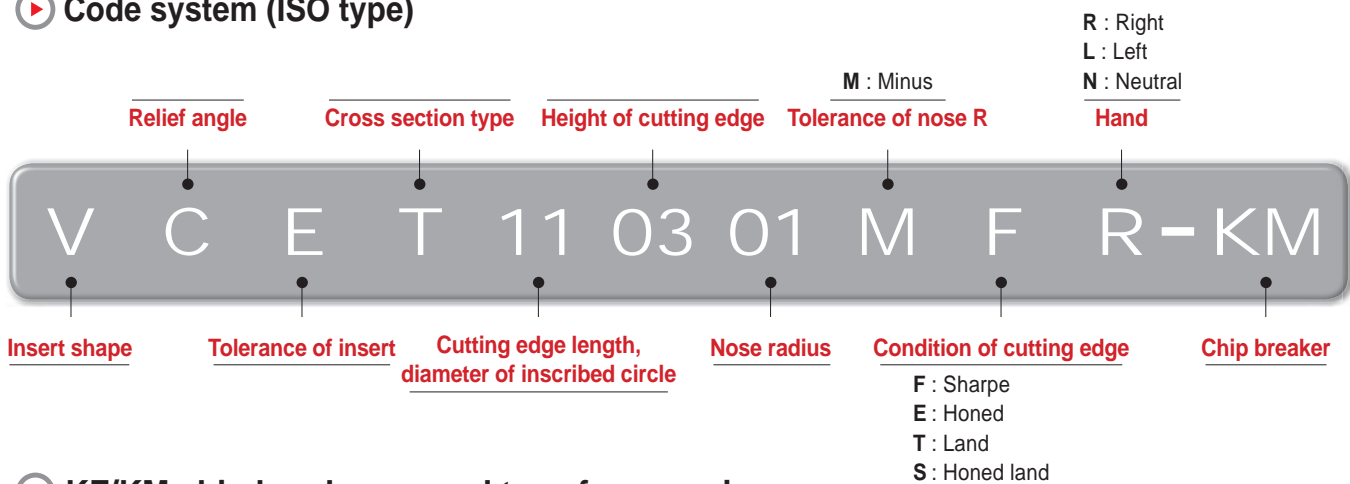 Code system (ISO type)
R : Right
L : Left
M : Minus
N : Neutral
Relief angle
Cross section type
Height of cutting edge
Tolerance of nose R
Hand
V C E T 11 03 01 M F R-KM
Insert shape
Tolerance of insert
Cutting edge length,
diameter of inscribed circle
Nose radius
Condition of cutting edge
Chip breaker
F : Sharpe
E : Honed
T : Land
S : Honed land